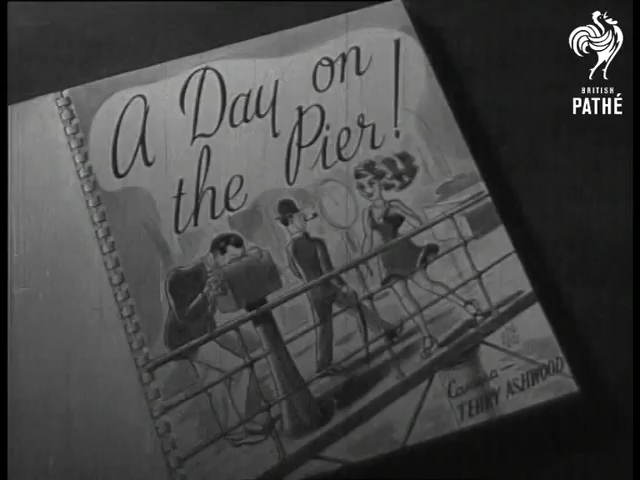 BRITISH
PATHÉ
A Day on
the Pier!
Camera—
TERRY ASHWOOD